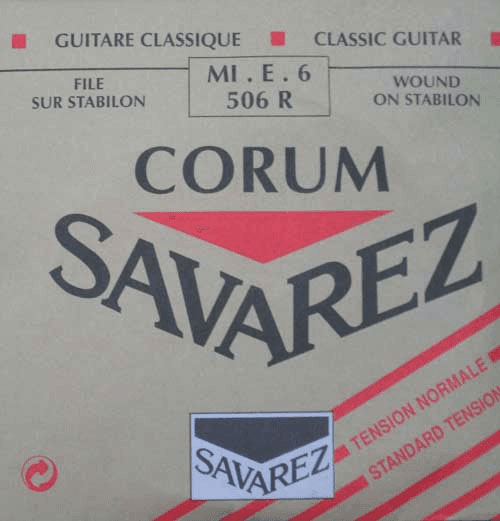 GUITARE CLASSIQUE CLASSIC GUITAR
FILE
SUR STABILON
MI . E . 6
506 R
WOUND
ON STABILON
CORUM
SAVAREZ
TENSION NORMALE
STANDARD TENSION
SAVAREZ